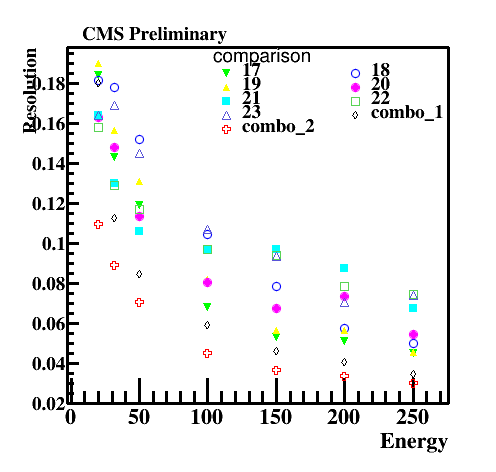 CMS Preliminary
comparison
17 18
19 20
21 22
23 combo_1
combo_2
Resolution
0.18
0.16
0.14
0.12
0.1
0.08
0.06
0.04
0.02
0 50 100 150 200 250
Energy